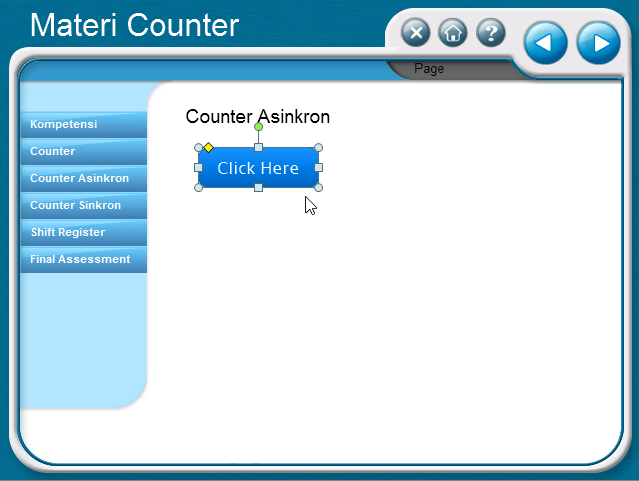 Materi Counter
?
Page
Kompetensi
Counter
Counter Asinkron
Counter Sinkron
Shift Register
Final Assessment
Counter Asinkron
Click Here